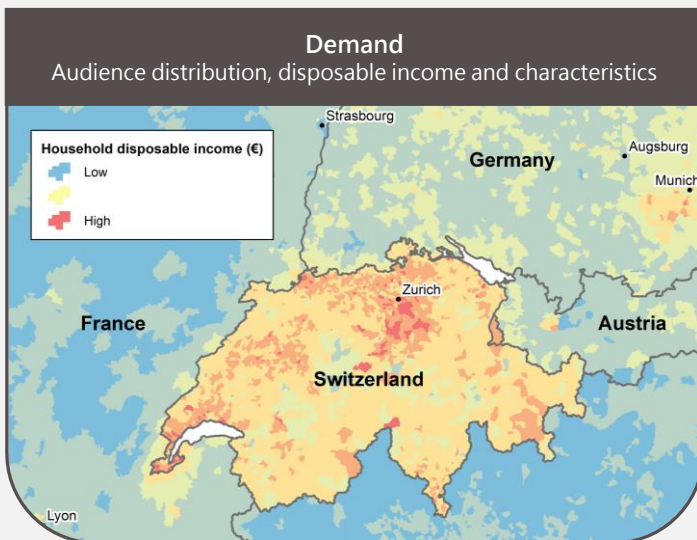 Demand
Audience distribution, disposable income and characteristics
Household disposable income (€)
Low
High
Strasbourg
Germany
Augsburg
Munich
Zurich
France
Austria
Switzerland
Lyon